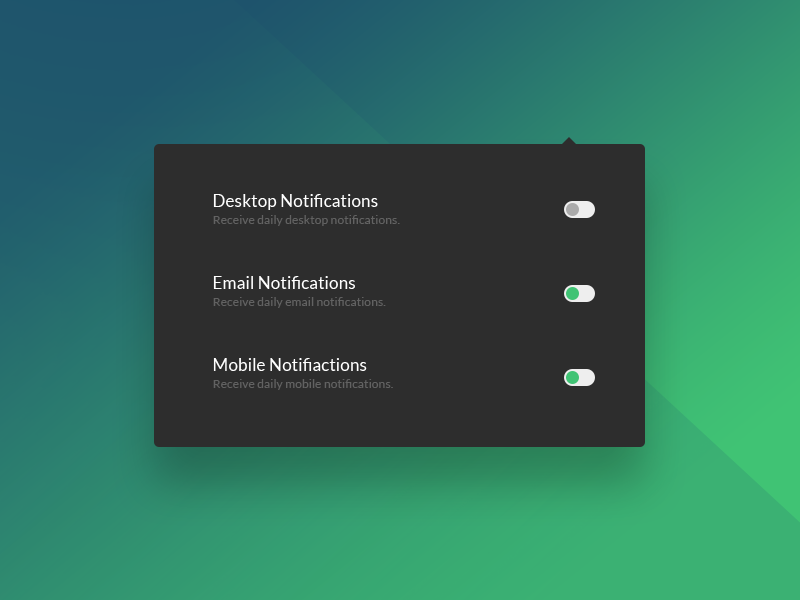 Desktop Notifications
Receive daily desktop notifications.
Email Notifications
Receive daily email notifications.
Mobile Notifiactions
Receive daily mobile notifications.